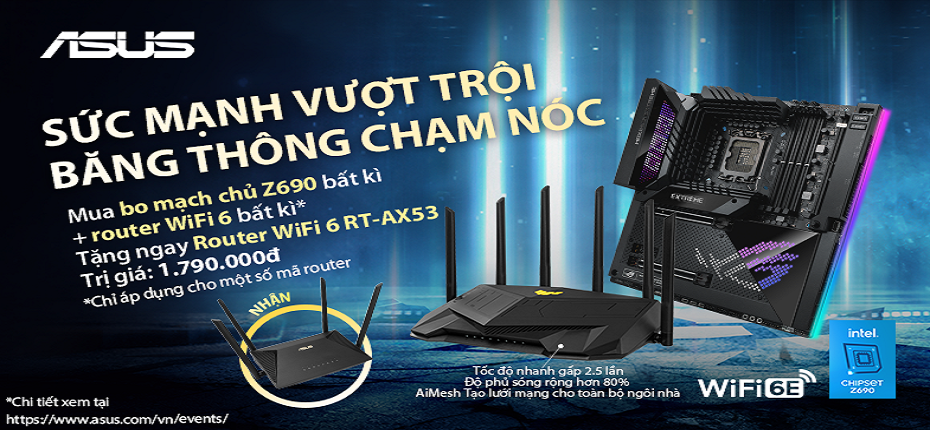 ASUS
SỨC MẠNH VƯỢT TRỘI
BĂNG THÔNG CHẠM NÓC
Mua bo mạch chủ Z690 bất kì
+ router WiFi 6 bất kì*
Tặng ngay Router WiFi 6 RT-AX53
Trị giá: 1.790.000đ
*Chỉ áp dụng cho một số mã router
NHẬN
ASUS
EXTREME
Tốc độ nhanh gấp 2.5 lần
Độ phủ sóng rộng hơn 80%
AiMesh Tạo lưới mạng cho toàn bộ ngôi nhà
WiFi 6E
intel.
CHIPSET
Z690
*Chi tiết xem tại
https://www.asus.com/vn/events/